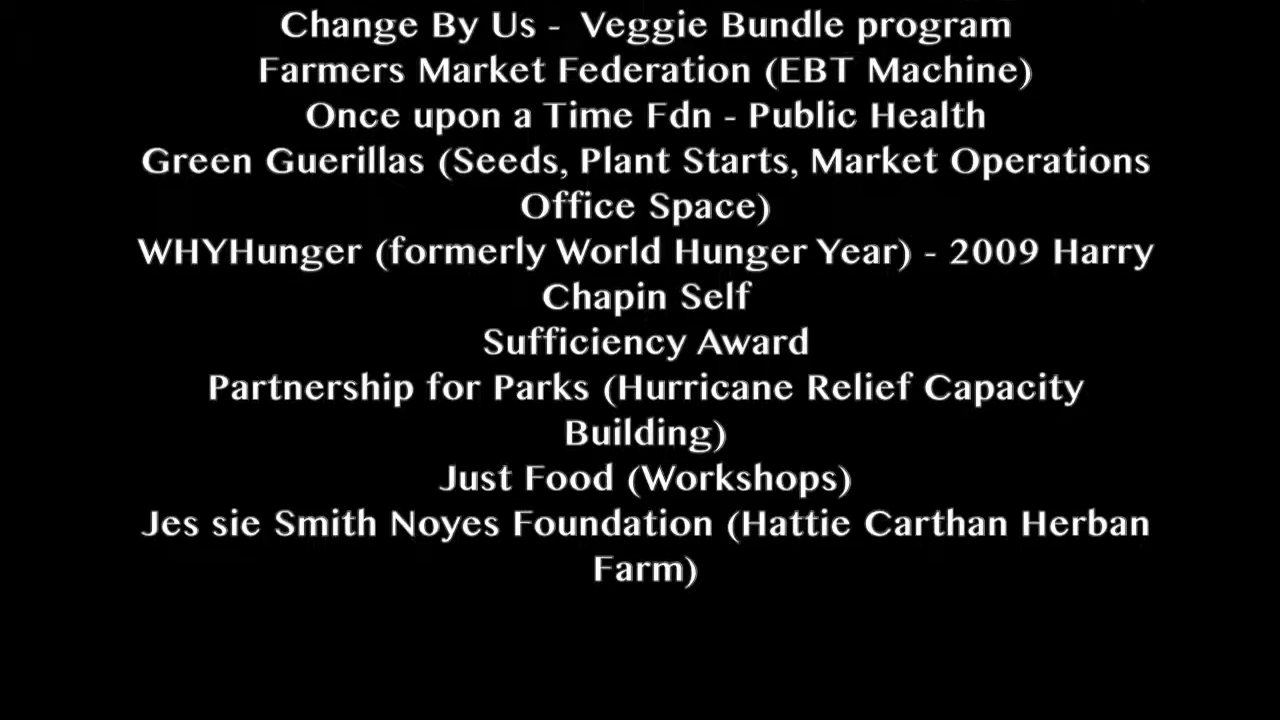 Change By Us -  Veggie Bundle program
Farmers Market Federation (EBT Machine)
Once upon a Time Fdn - Public Health
Green Guerillas (Seeds, Plant Starts, Market Operations
Office Space)
WHYHunger (formerly World Hunger Year) - 2009 Harry
Chapin Self
Sufficiency Award
Partnership for Parks (Hurricane Relief Capacity
Building)
Just Food (Workshops)
Jes sie Smith Noyes Foundation (Hattie Carthan Herban
Farm)